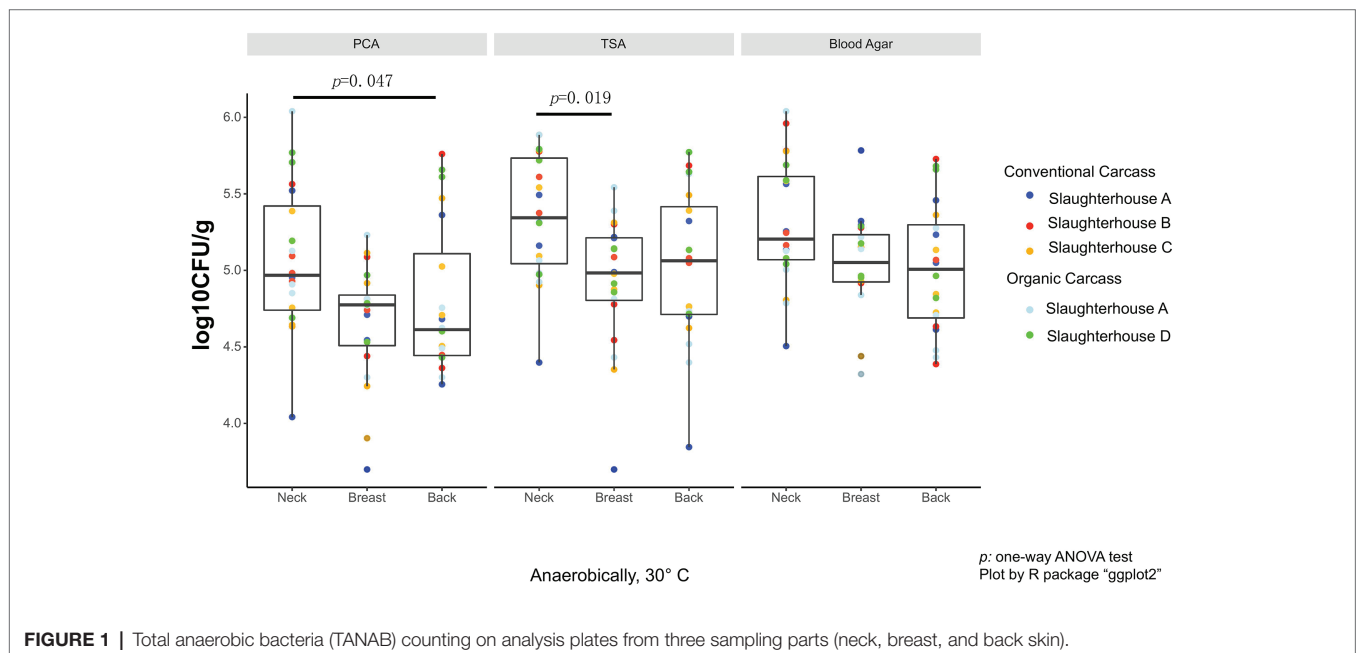 PCA
TSA
Blood Agar
p=0.047
p=0.019
log10CFU/g
6.0
5.5
5.0
4.5
4.0
Neck
Breast
Back
Neck
Breast
Back
Neck
Breast
Back
Conventional Carcass
Slaughterhouse A
Slaughterhouse B
Slaughterhouse C
Organic Carcass
Slaughterhouse A
Slaughterhouse D
Anaerobically, 30° C
p: one-way ANOVA test
Plot by R package “ggplot2”
FIGURE 1 | Total anaerobic bacteria (TANAB) counting on analysis plates from three sampling parts (neck, breast, and back skin).